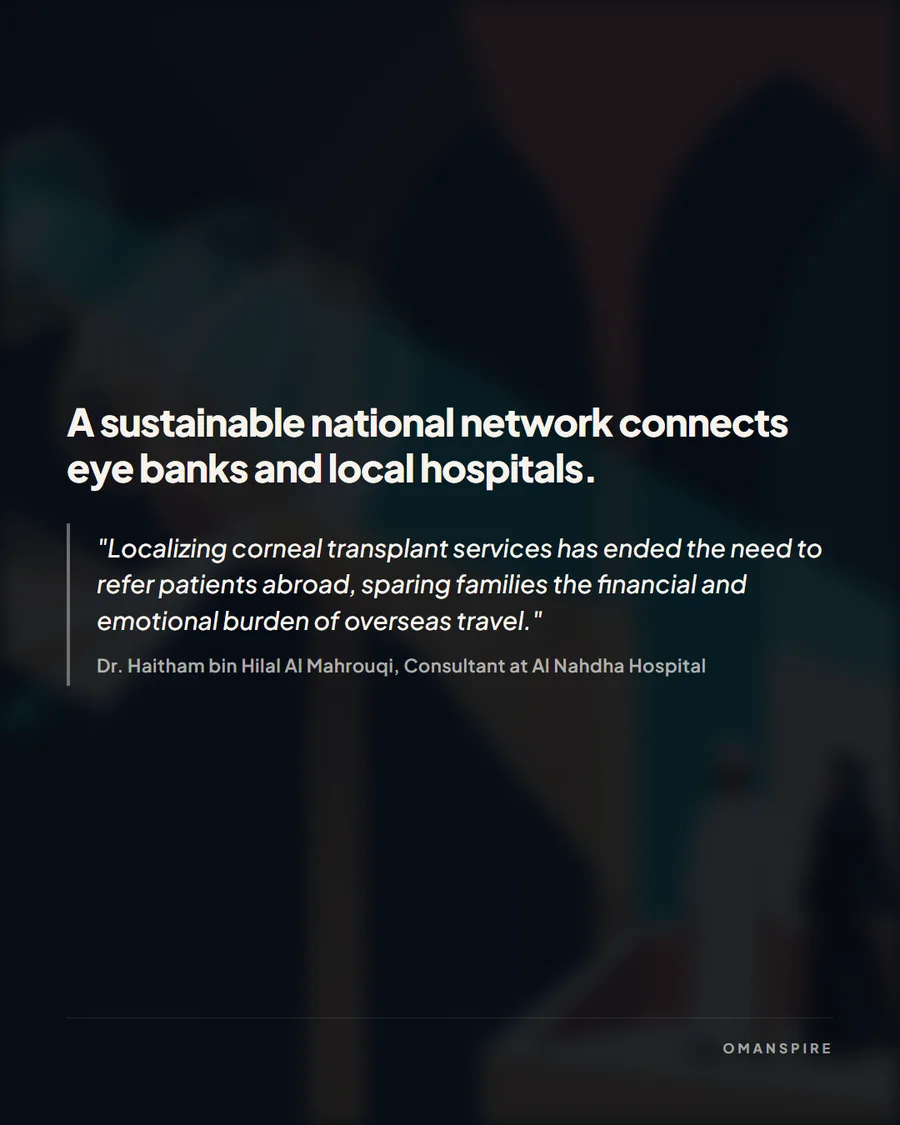 A sustainable national network connects
eye banks and local hospitals.
"Localizing corneal transplant services has ended the need to
refer patients abroad, sparing families the financial and
emotional burden of overseas travel."
Dr. Haitham bin Hilal Al Mahrouqi, Consultant at Al Nahdha Hospital
OMANSPIRE